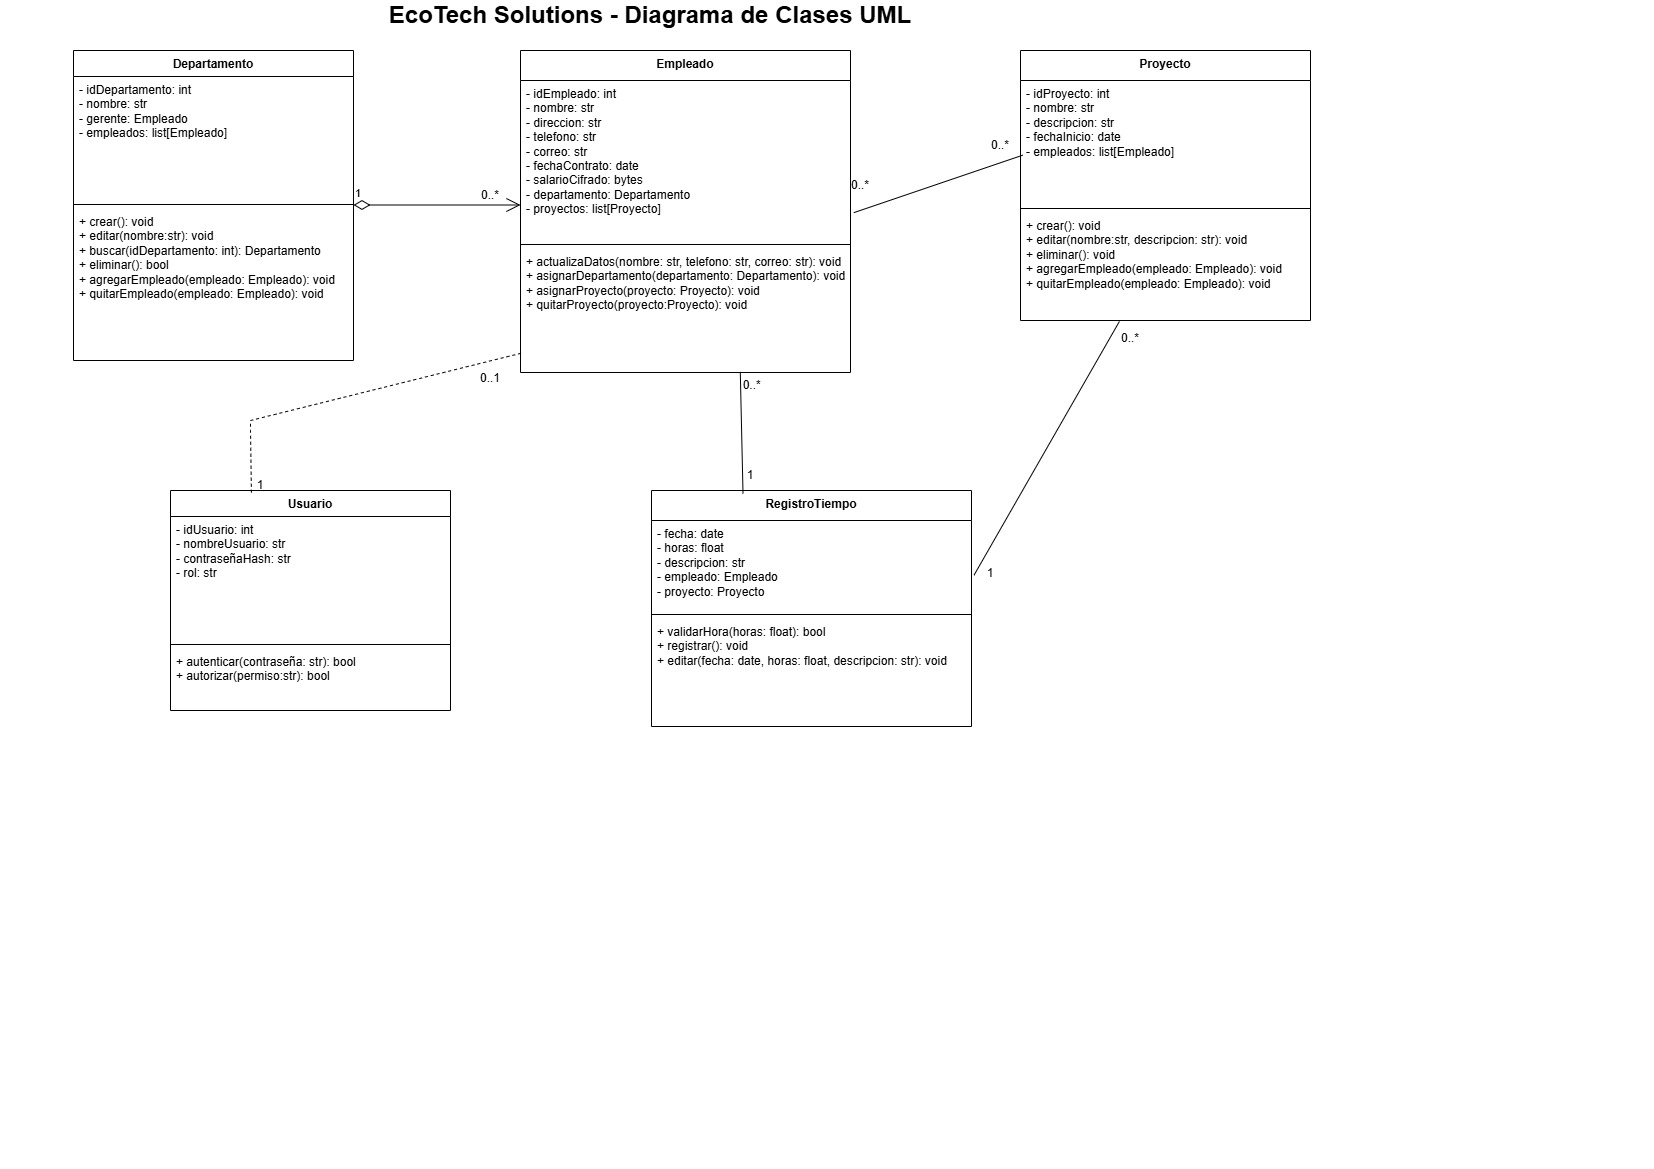 EcoTech Solutions - Diagrama de Clases UML
Departamento
- idDepartamento: int
- nombre: str
- gerente: Empleado
- empleados: list[Empleado]
+ crear(): void
+ editar(nombre:str): void
+ buscar(idDepartamento: int): Departamento
+ eliminar(): bool
+ agregarEmpleado(empleado: Empleado): void
+ quitarEmpleado(empleado: Empleado): void
1
0..*
Empleado
- idEmpleado: int
- nombre: str
- direccion: str
- telefono: str
- correo: str
- fechaContrato: date
- salarioCifrado: bytes
- departamento: Departamento
- proyectos: list[Proyecto]
+ actualizaDatos(nombre: str, telefono: str, correo: str): void
+ asignarDepartamento(departamento: Departamento): void
+ asignarProyecto(proyecto: Proyecto): void
+ quitarProyecto(proyecto:Proyecto): void
0..*
0..*
Proyecto
- idProyecto: int
- nombre: str
- descripcion: str
- fechaInicio: date
- empleados: list[Empleado]
+ crear(): void
+ editar(nombre:str, descripcion: str): void
+ eliminar(): void
+ agregarEmpleado(empleado: Empleado): void
+ quitarEmpleado(empleado: Empleado): void
0..*
0..1
0..*
1
1
1
Usuario
- idUsuario: int
- nombreUsuario: str
- contraseñaHash: str
- rol: str
+ autenticar(contraseña: str): bool
+ autorizar(permiso:str): bool
RegistroTiempo
- fecha: date
- horas: float
- descripcion: str
- empleado: Empleado
- proyecto: Proyecto
+ validarHora(horas: float): bool
+ registrar(): void
+ editar(fecha: date, horas: float, descripcion: str): void